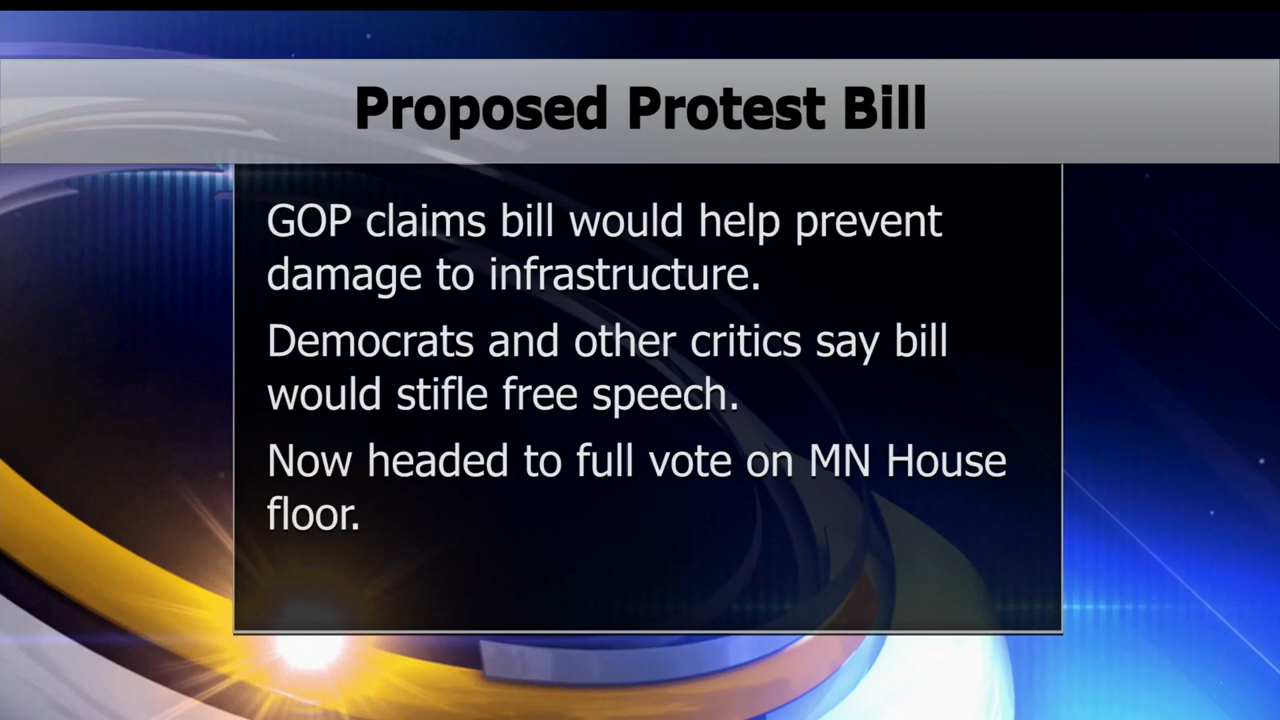 Proposed Protest Bill
GOP claims bill would help prevent
damage to infrastructure.
Democrats and other critics say bill
would stifle free speech.
Now headed to full vote on MN House
floor.